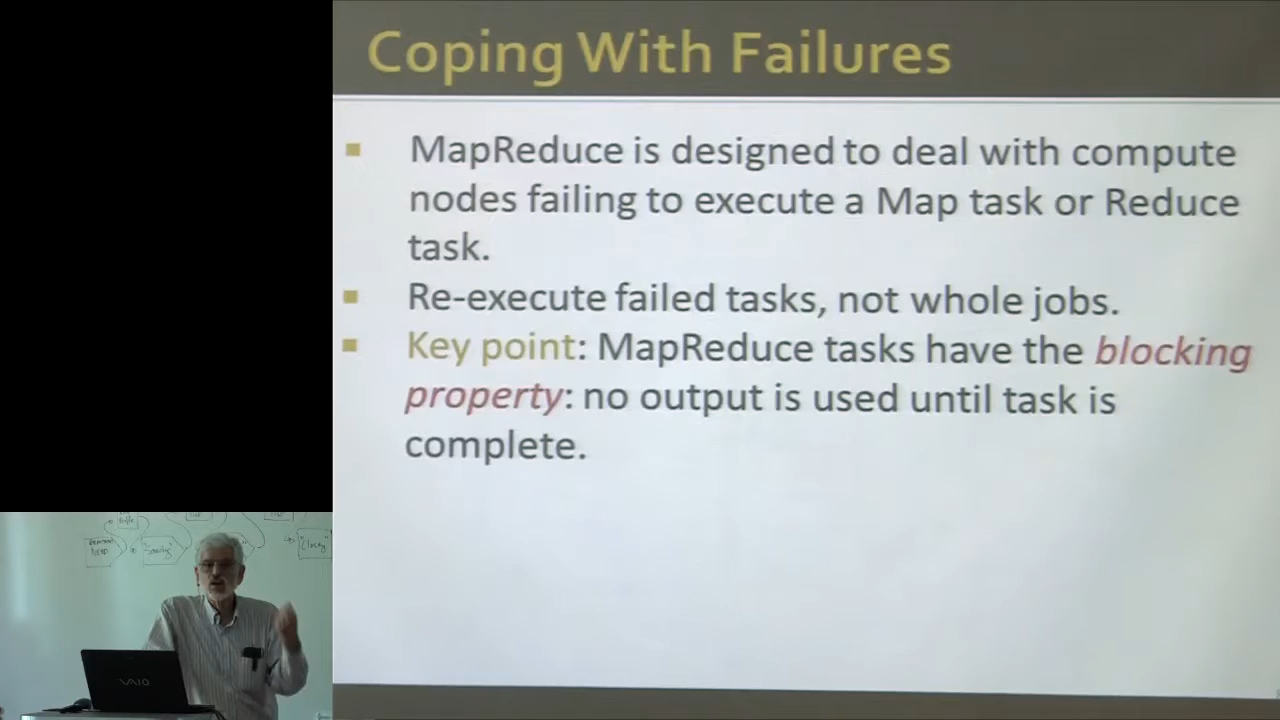 Coping With Failures
MapReduce is designed to deal with compute
nodes failing to execute a Map task or Reduce
task.
Re-execute failed tasks, not whole jobs.
Key point: MapReduce tasks have the blocking
property: no output is used until task is
complete.
VAIO